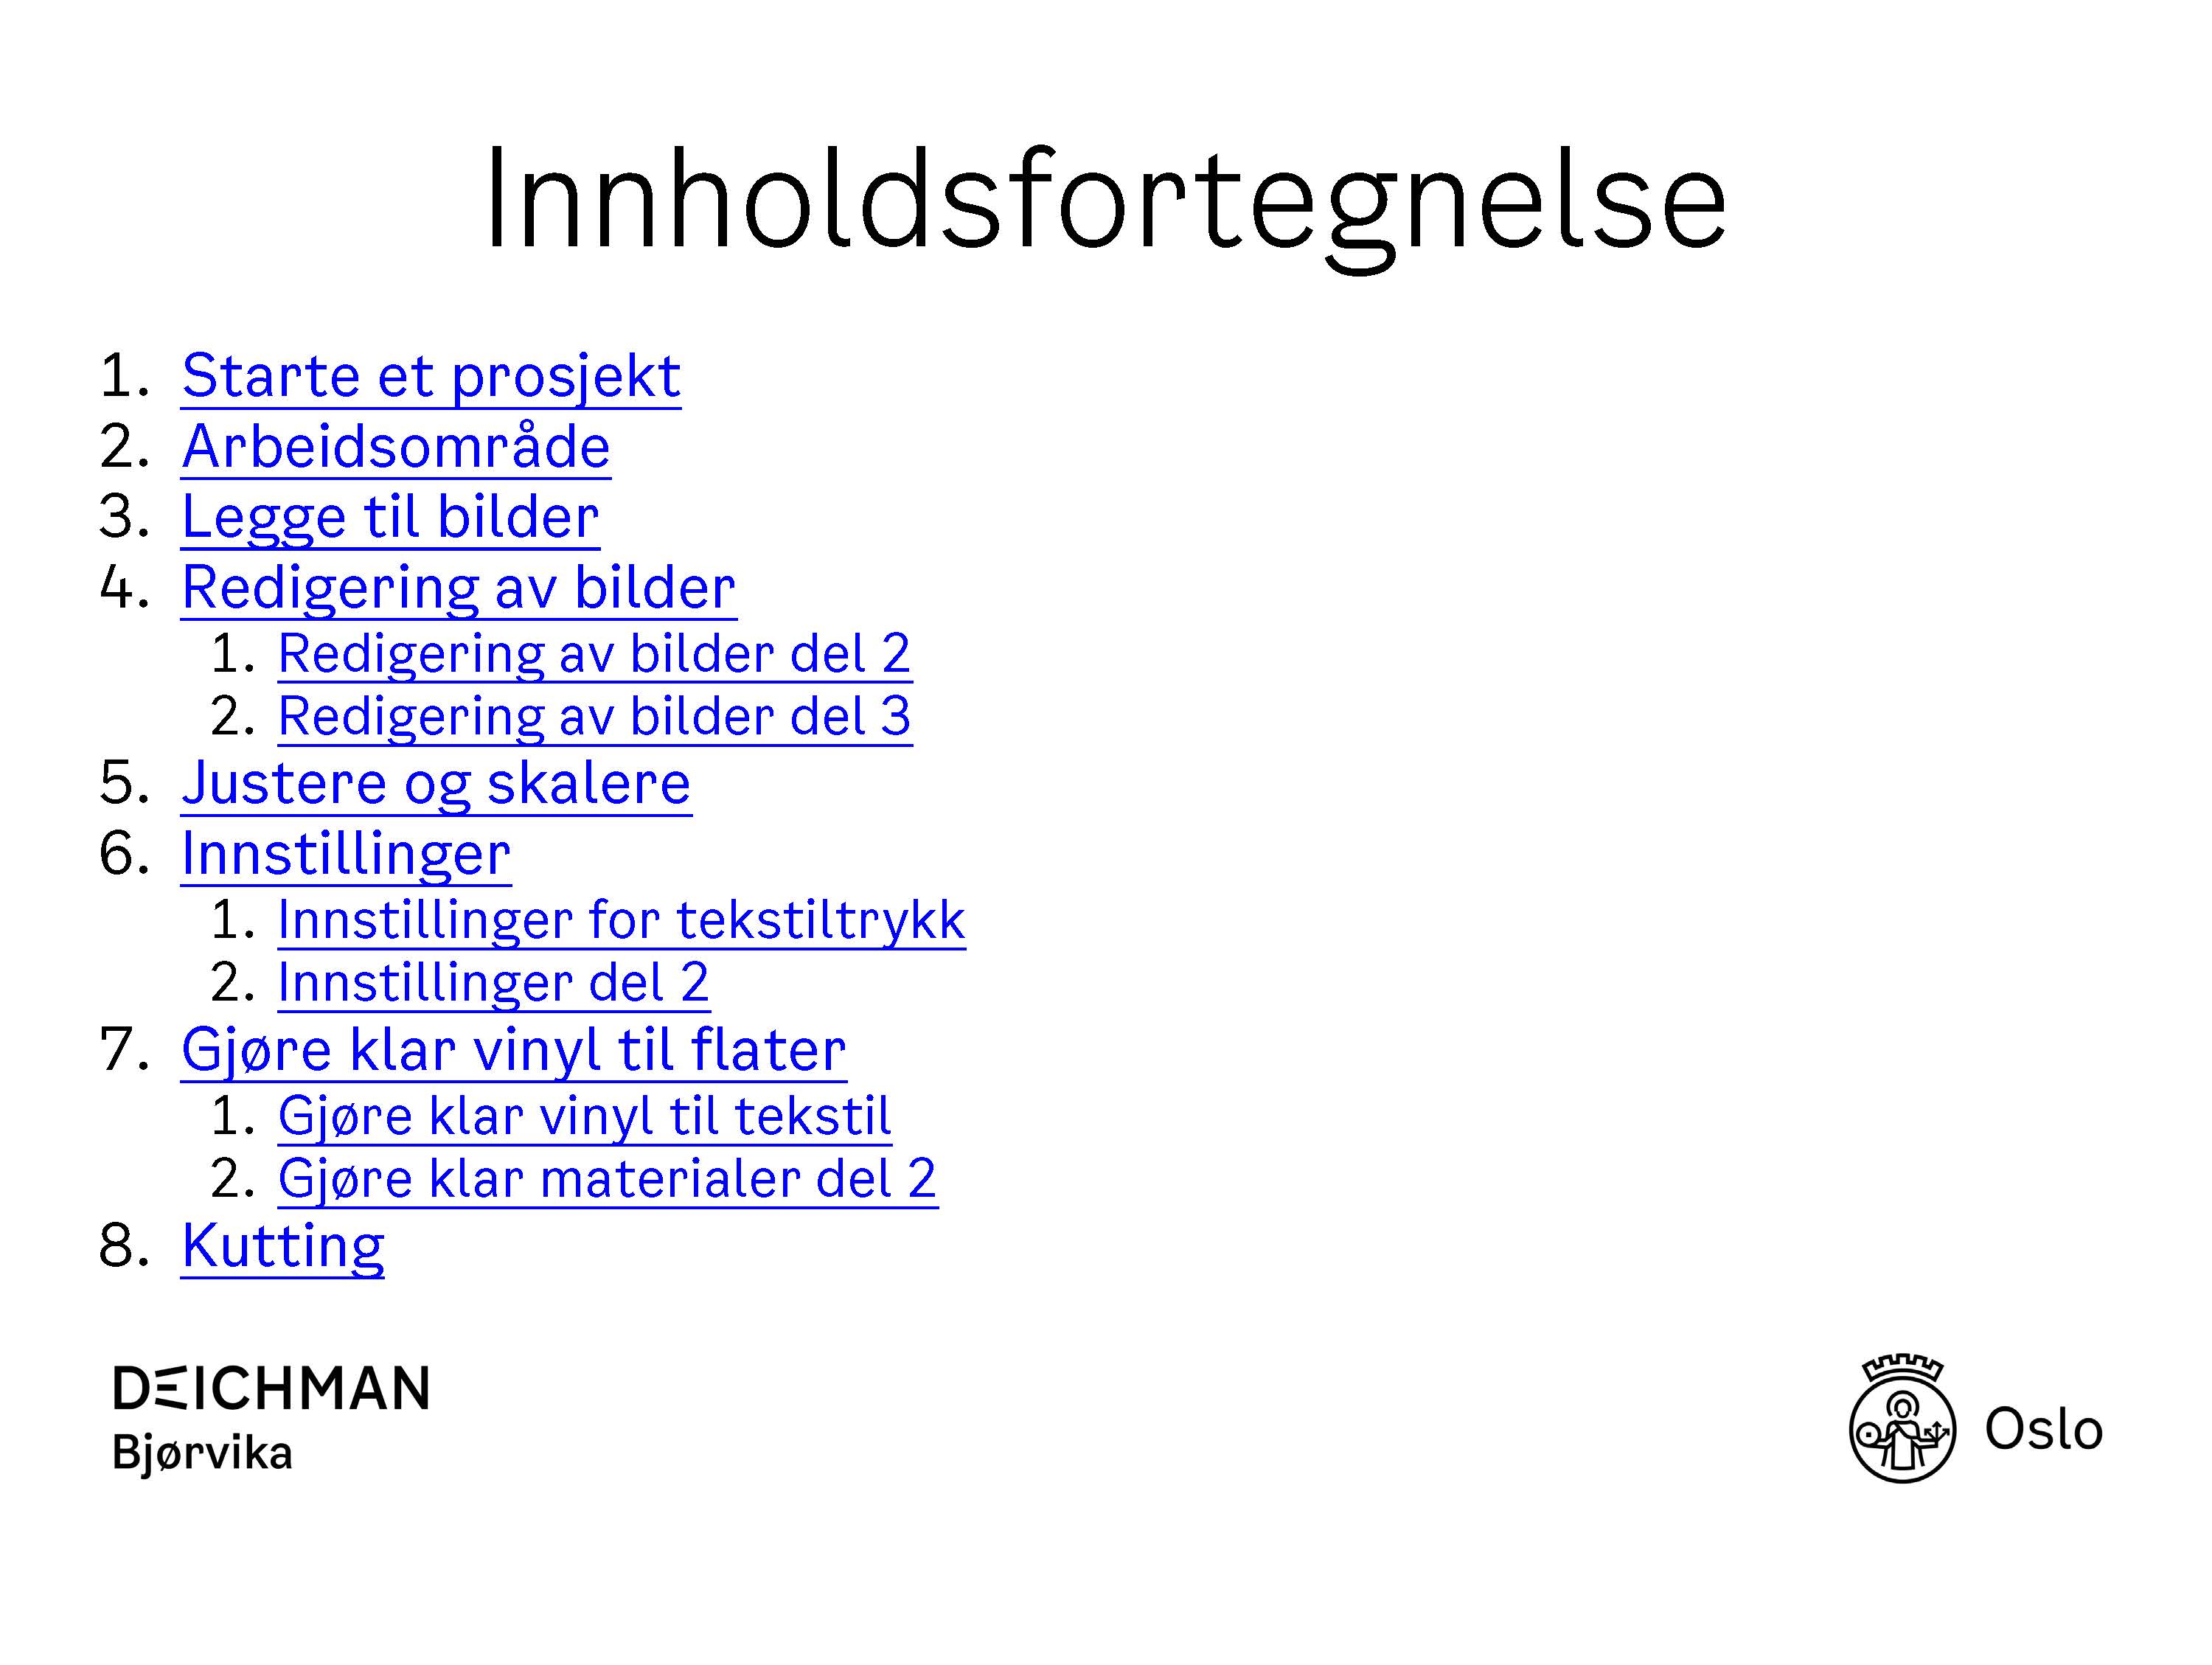 Innholdsfortegnelse
1. Starte et prosjekt
2. Arbeidsområde
3. Legge til bilder
4. Redigering av bilder
1. Redigering av bilder del 2
2. Redigering av bilder del 3
5. Justere og skalere
6. Innstillinger
1. Innstillinger for tekstiltrykk
2. Innstillinger del 2
7. Gjøre klar vinyl til flater
1. Gjøre klar vinyl til tekstil
2. Gjøre klar materialer del 2
8. Kutting
DEICHMAN
Bjørvika
Oslo